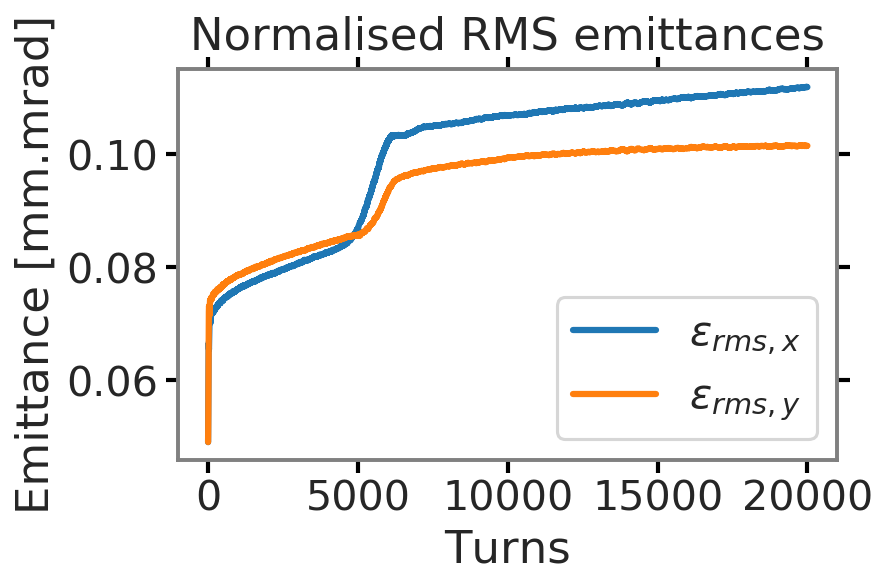 Normalised RMS emittances
Emittance [mm.mrad]
0.10
0.08
0.06
ε_{rms, x}
ε_{rms, y}
0 5000 10000 15000 20000
Turns